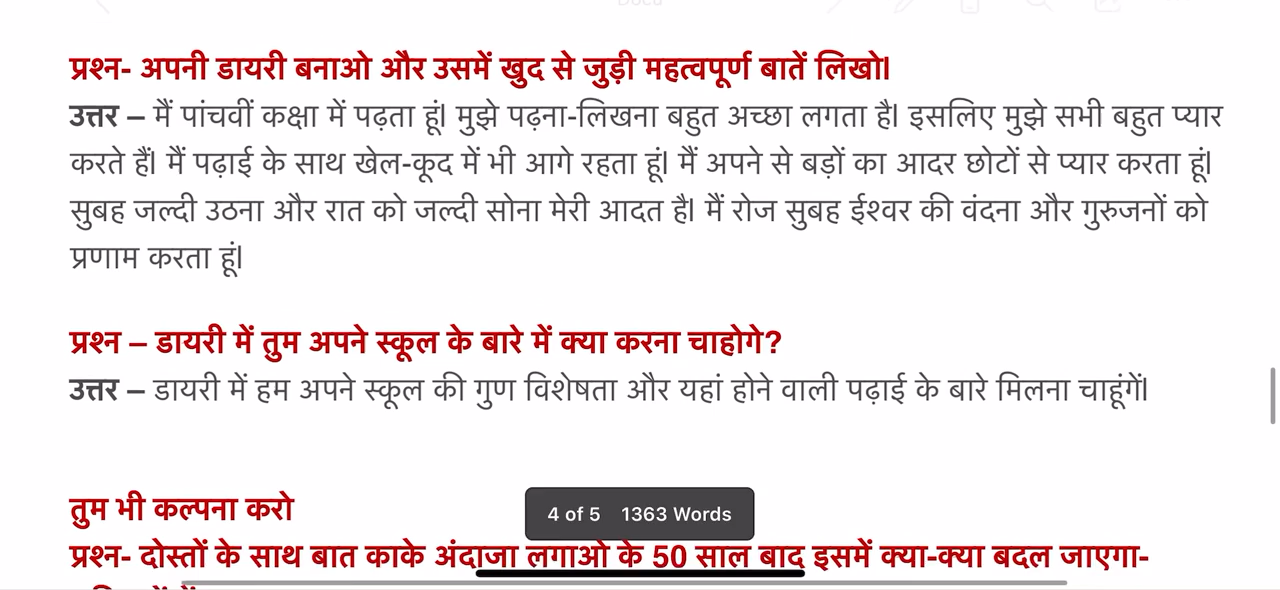 प्रश्न- अपनी डायरी बनाओ और उसमें खुद से जुड़ी महत्वपूर्ण बातें लिखो।
उत्तर – मैं पांचवीं कक्षा में पढ़ता हूं। मुझे पढ़ना-लिखना बहुत अच्छा लगता है। इसलिए मुझे सभी बहुत प्यार
करते हैं। मैं पढ़ाई के साथ खेल-कूद में भी आगे रहता हूं। मैं अपने से बड़ों का आदर छोटों से प्यार करता हूं।
सुबह जल्दी उठना और रात को जल्दी सोना मेरी आदत है। मैं रोज सुबह ईश्वर की वंदना और गुरुजनों को
प्रणाम करता हूं।
प्रश्न – डायरी में तुम अपने स्कूल के बारे में क्या करना चाहोगे?
उत्तर – डायरी में हम अपने स्कूल की गुण विशेषता और यहां होने वाली पढ़ाई के बारे मिलना चाहूंगें।
तुम भी कल्पना करो
4 of 5 1363 Words
प्रश्न- दोस्तों के साथ बात काके अंदाजा लगाओ के 50 साल बाद इसमें क्या-क्या बदल जाएगा-